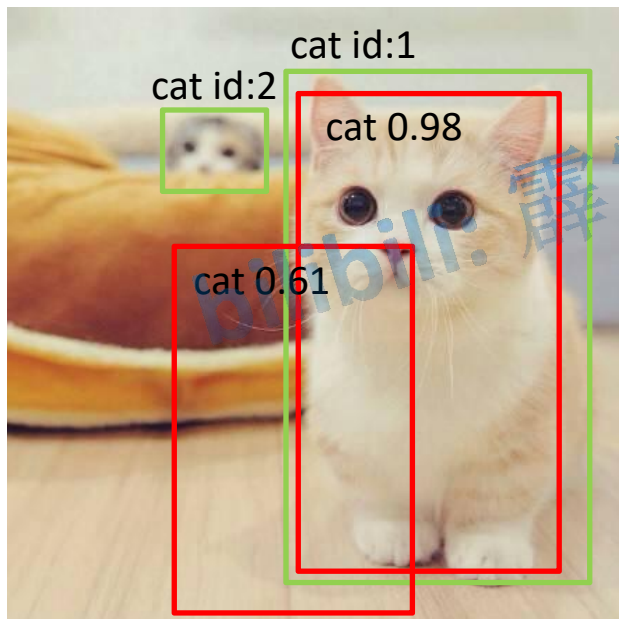 cat id:1
cat id:2
cat 0.98
cat 0.61
bilibili: 霹